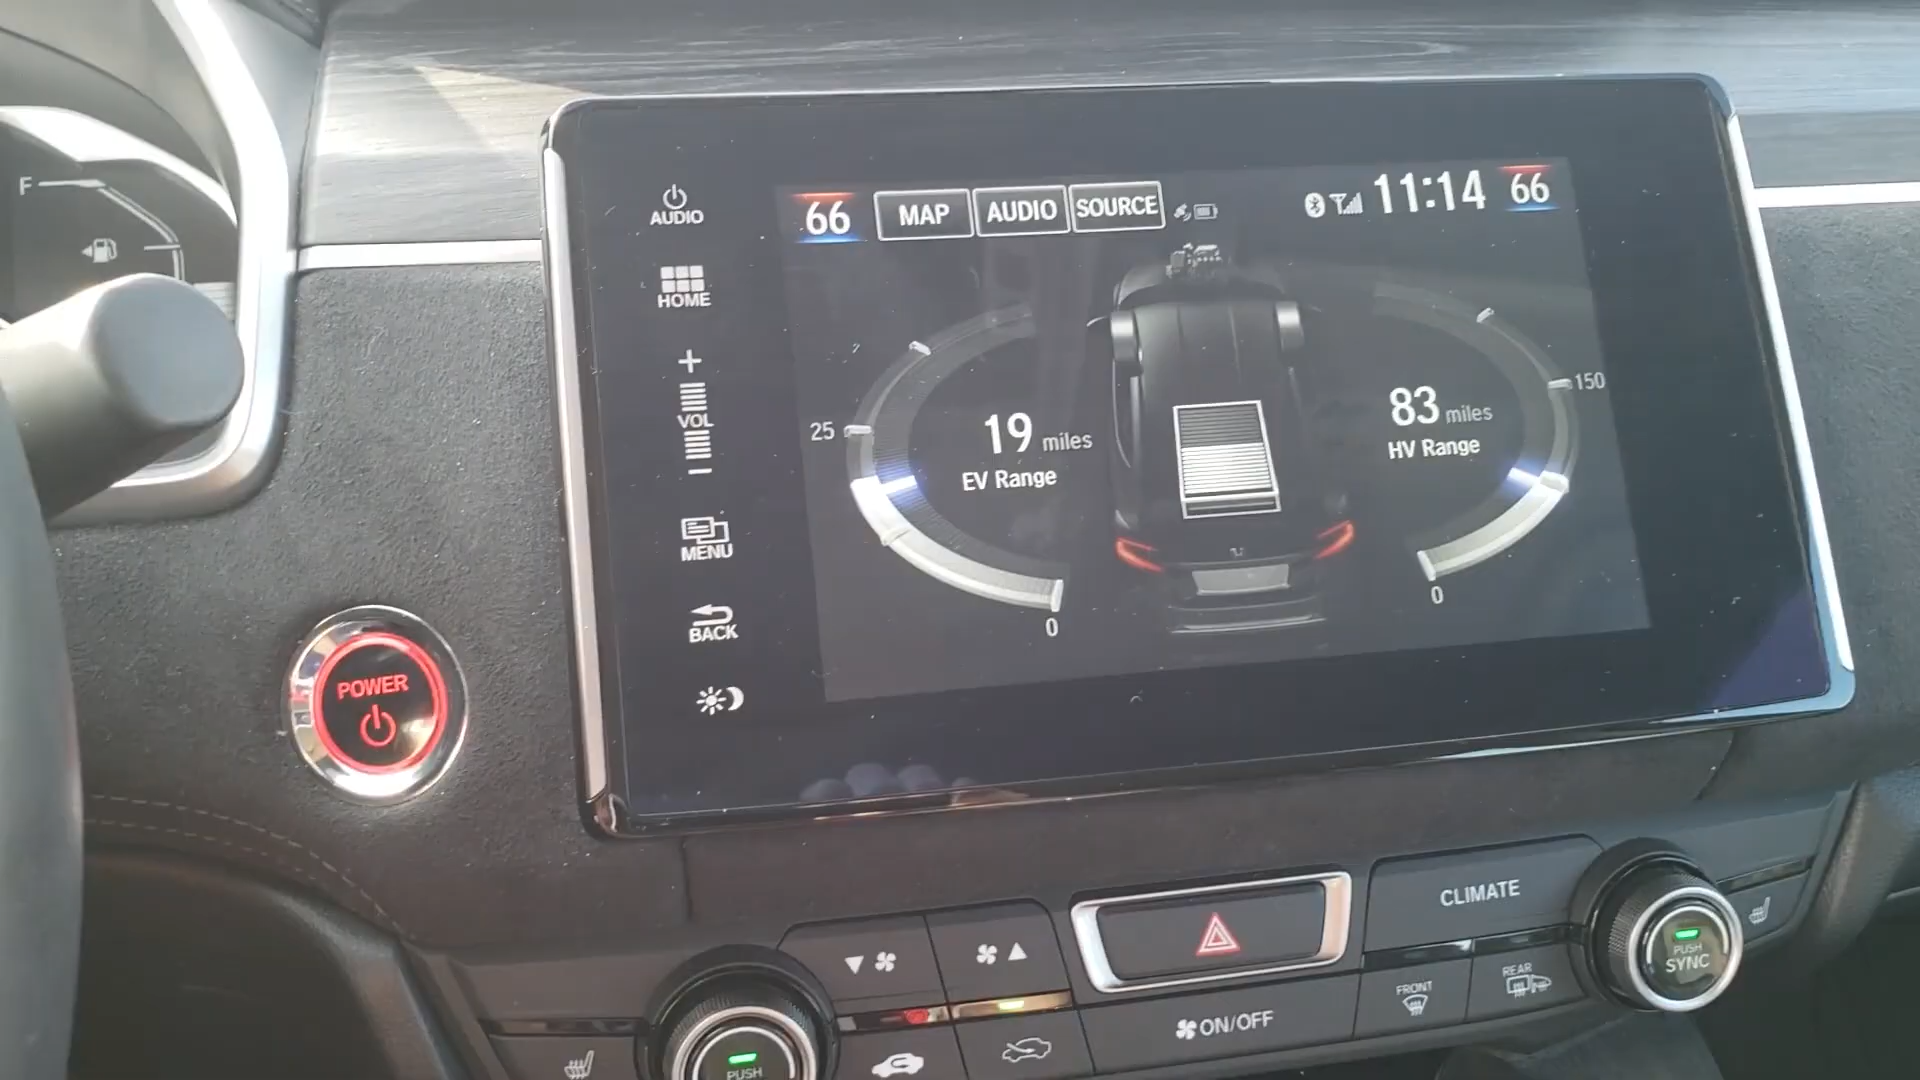 F
AUDIO
HOME
+
VOL
−
MENU
BACK
66
MAP
AUDIO
SOURCE
11:14
66
25
19 miles
EV Range
0
83 miles
HV Range
150
0
POWER
CLIMATE
PUSH
SYNC
FRONT
REAR
ON/OFF
PUSH